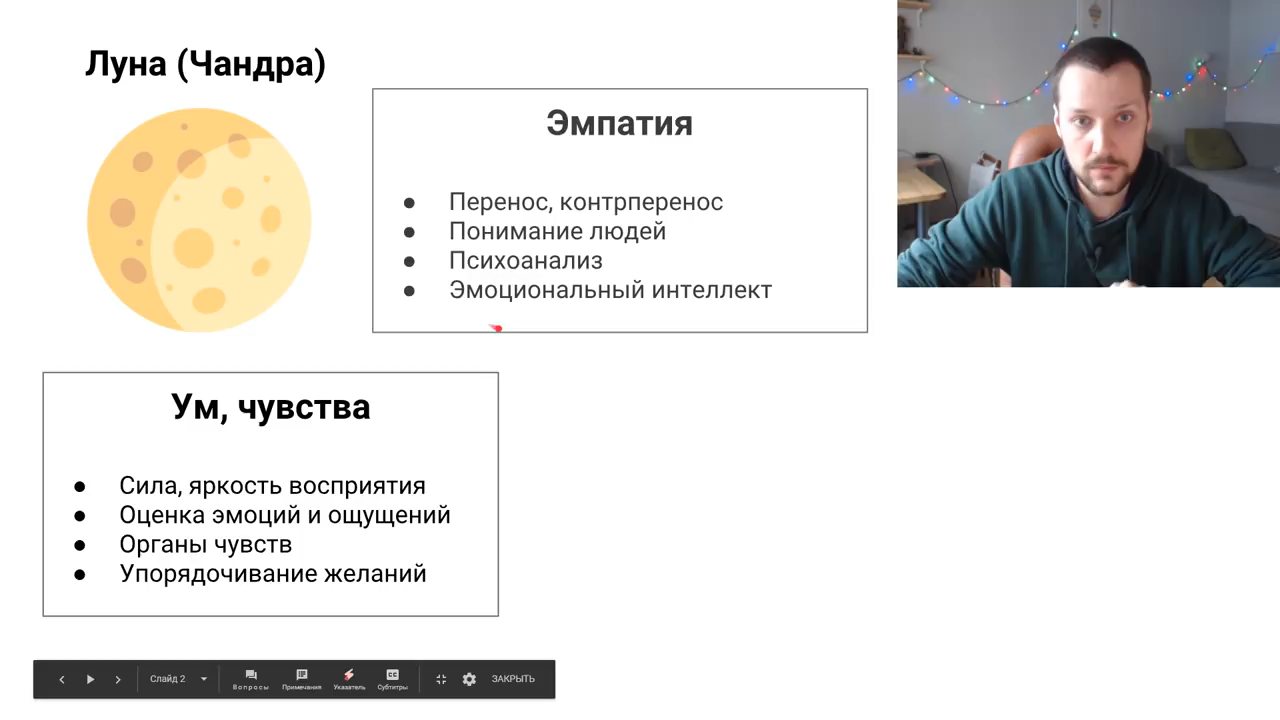 Луна (Чандра)
Эмпатия
● Перенос, контрперенос
● Понимание людей
● Психоанализ
● Эмоциональный интеллект
Ум, чувства
● Сила, яркость восприятия
● Оценка эмоций и ощущений
● Органы чувств
● Упорядочивание желаний
Слайд 2
Вопросы
Примечания
Указатель
CC
Субтитры
ЗАКРЫТЬ